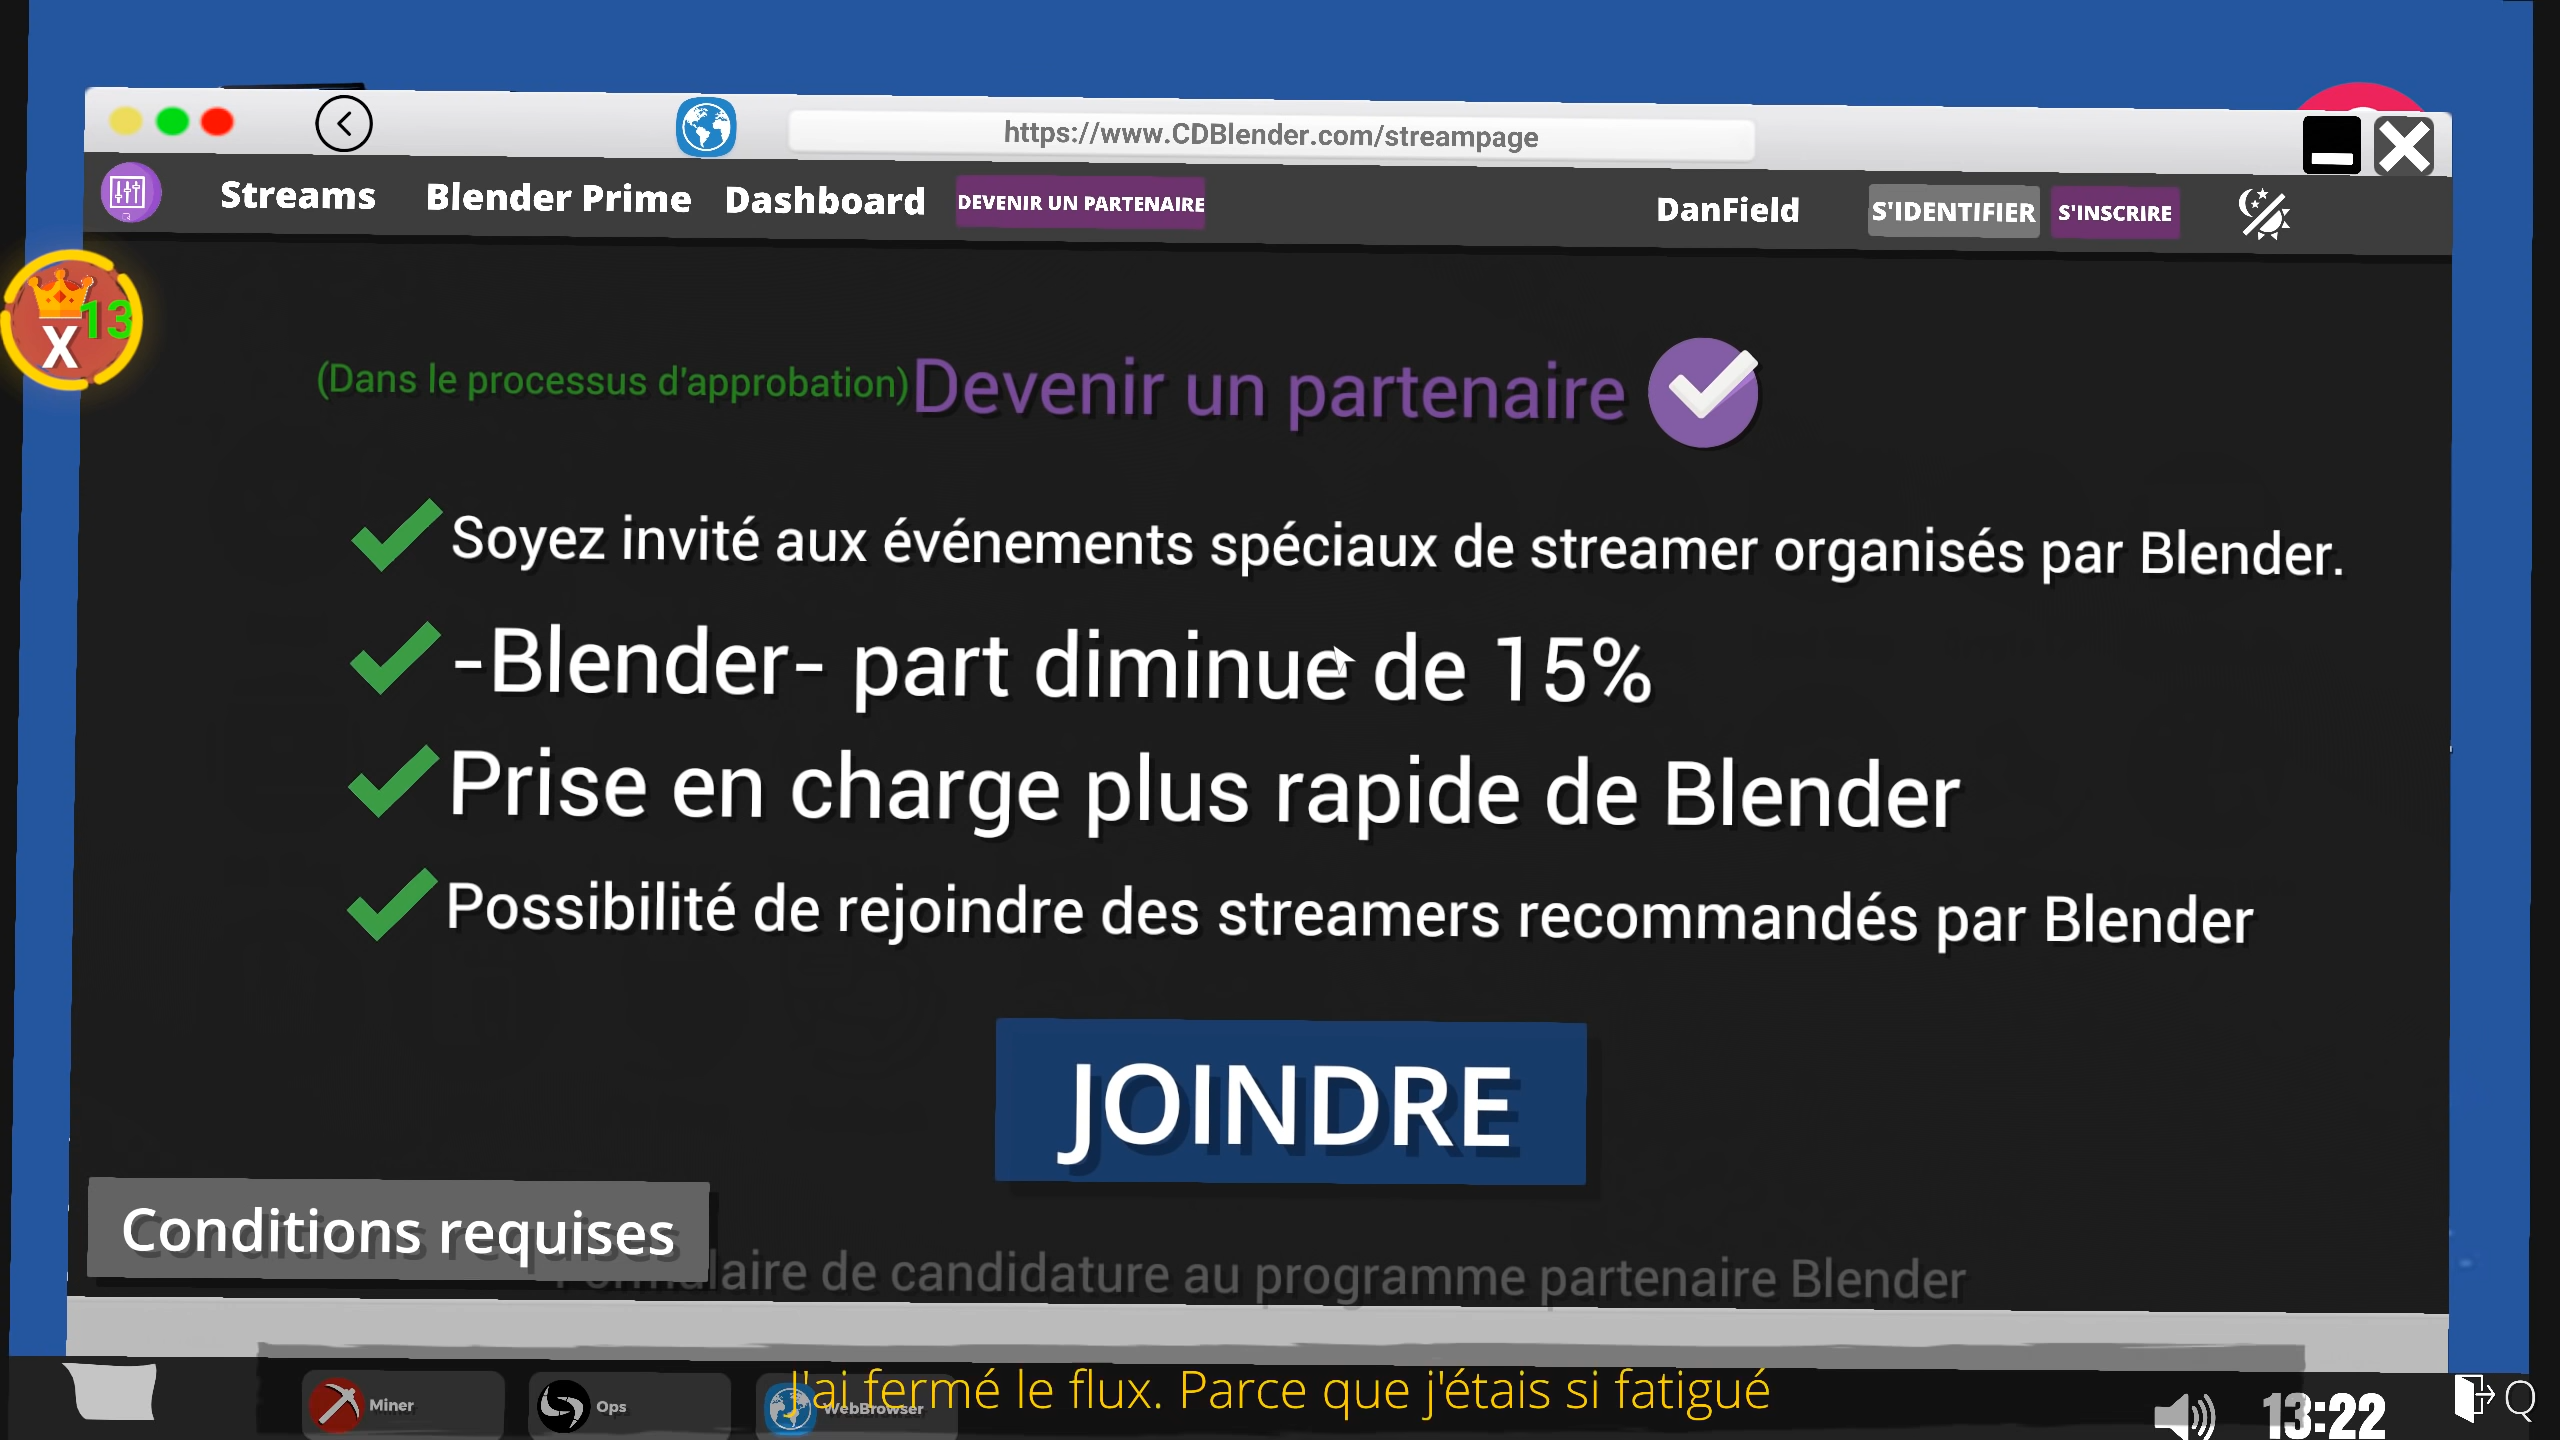 https://www.CDBlender.com/streampage
Streams Blender Prime Dashboard DEVENIR UN PARTENAIRE DanField S'IDENTIFIER S'INSCRIRE
X 13
(Dans le processus d'approbation) Devenir un partenaire
Soyez invité aux événements spéciaux de streamer organisés par Blender.
-Blender- part diminue de 15%
Prise en charge plus rapide de Blender
Possibilité de rejoindre des streamers recommandés par Blender
JOINDRE
Conditions requises
Formulaire de candidature au programme partenaire Blender
J'ai fermé le flux. Parce que j'étais si fatigué
Miner Ops WebBrowser 13:22 Q